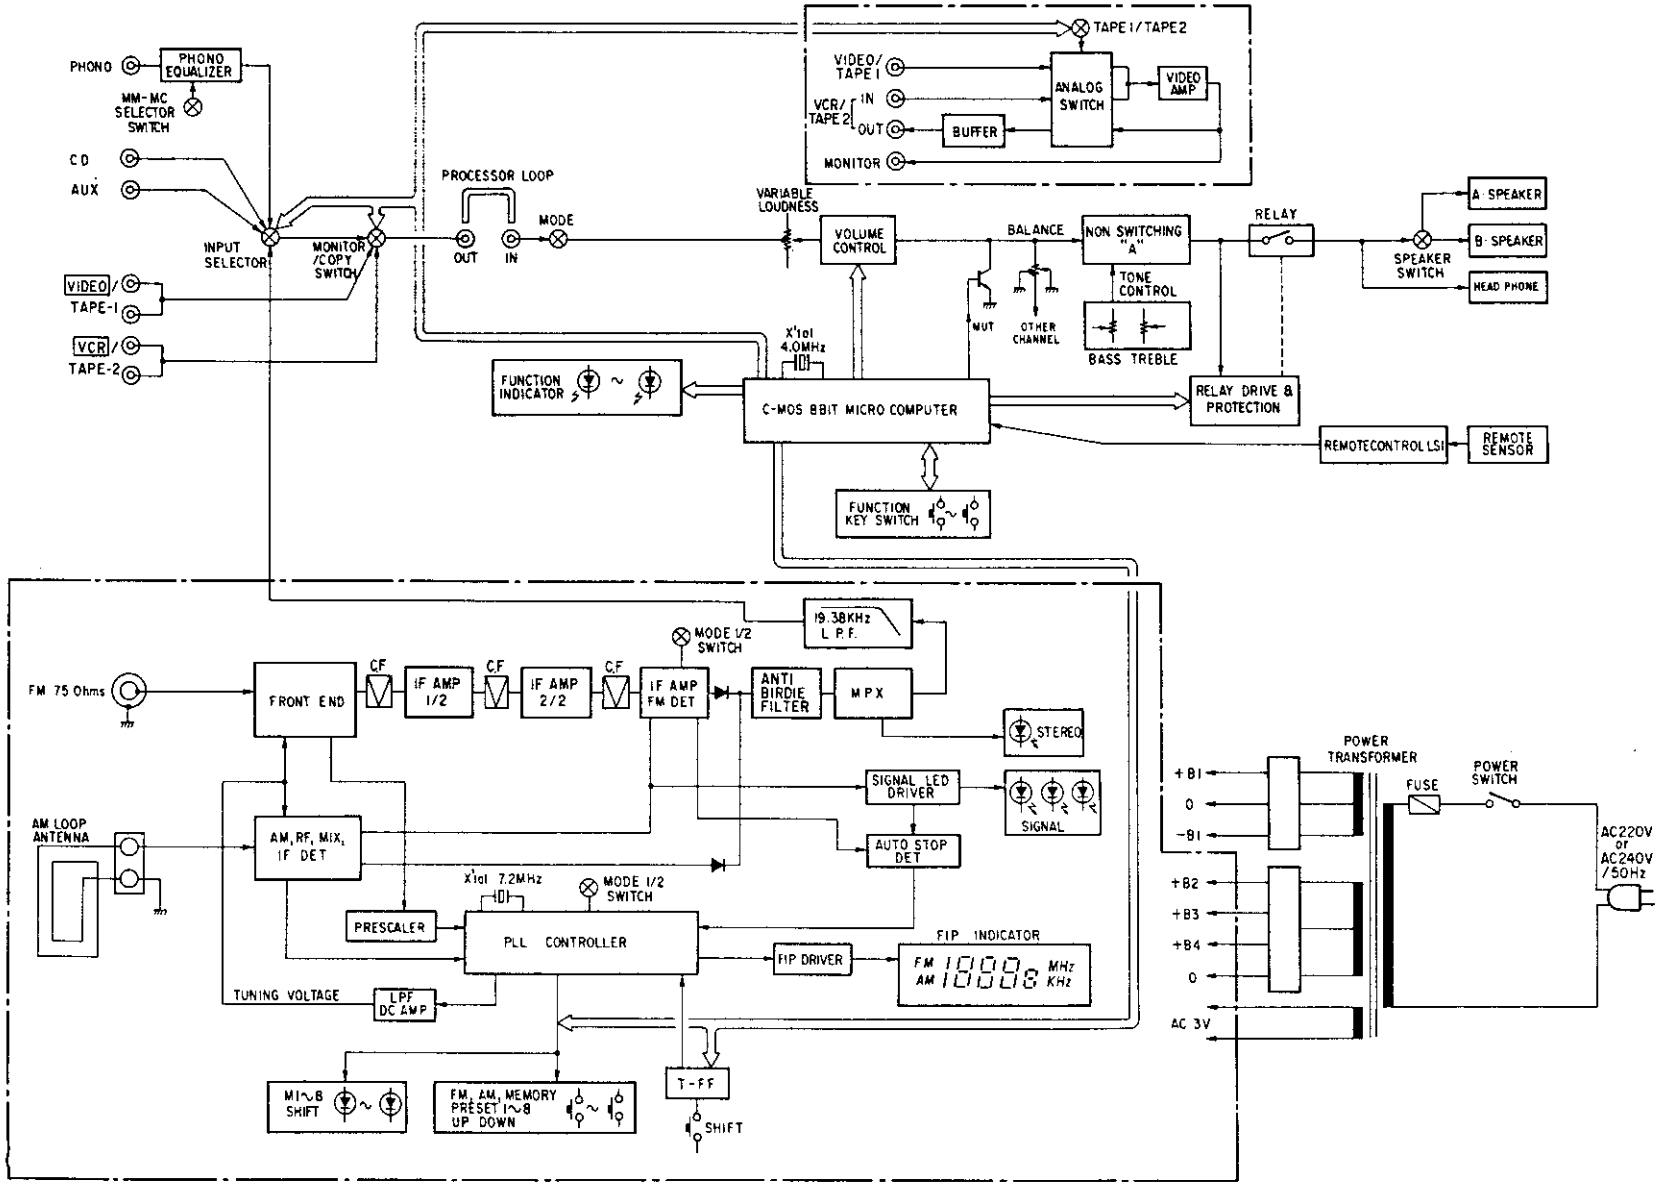 TAPE1/TAPE2
PHONO
PHONO
EQUALIZER
MM-MC
SELECTOR
SWITCH
VIDEO/
TAPE1
VCR/
TAPE2
IN
OUT
MONITOR
ANALOG
SWITCH
VIDEO
AMP
BUFFER
CD
AUX
INPUT
SELECTOR
MONITOR
/COPY
SWITCH
PROCESSOR LOOP
OUT
IN
MODE
VARIABLE
LOUDNESS
VOLUME
CONTROL
BALANCE
NON SWITCHING
"A"
RELAY
A-SPEAKER
B-SPEAKER
SPEAKER
SWITCH
HEAD PHONE
VIDEO/
TAPE-1
VCR/
TAPE-2
MUT
OTHER
CHANNEL
TONE
CONTROL
BASS TREBLE
X'tal
4.0MHz
FUNCTION
INDICATOR
~
C-MOS 8BIT MICRO COMPUTER
RELAY DRIVE &
PROTECTION
REMOTECONTROL LSI
REMOTE
SENSOR
FUNCTION
KEY SWITCH
~
19.38KHz
L.P.F.
MODE 1/2
SWITCH
FM 75 Ohms
FRONT END
C.F
IF AMP
1/2
C.F
IF AMP
2/2
C.F
IF AMP
FM DET
ANTI
BIRDIE
FILTER
MPX
STEREO
SIGNAL LED
DRIVER
SIGNAL
AUTO STOP
DET
AM LOOP
ANTENNA
AM, RF, MIX,
IF DET
X'tal 7.2MHz
MODE 1/2
SWITCH
PRESCALER
PLL CONTROLLER
FIP DRIVER
FIP INDICATOR
FM
AM
MHz
KHz
TUNING VOLTAGE
LPF
DC AMP
M1~8
SHIFT
~
FM, AM, MEMORY
PRESET 1~8
UP DOWN
~
T-FF
SHIFT
POWER
TRANSFORMER
FUSE
POWER
SWITCH
+B1
0
-B1
+B2
+B3
+B4
0
AC 3V
AC220V
or
AC240V
/50Hz